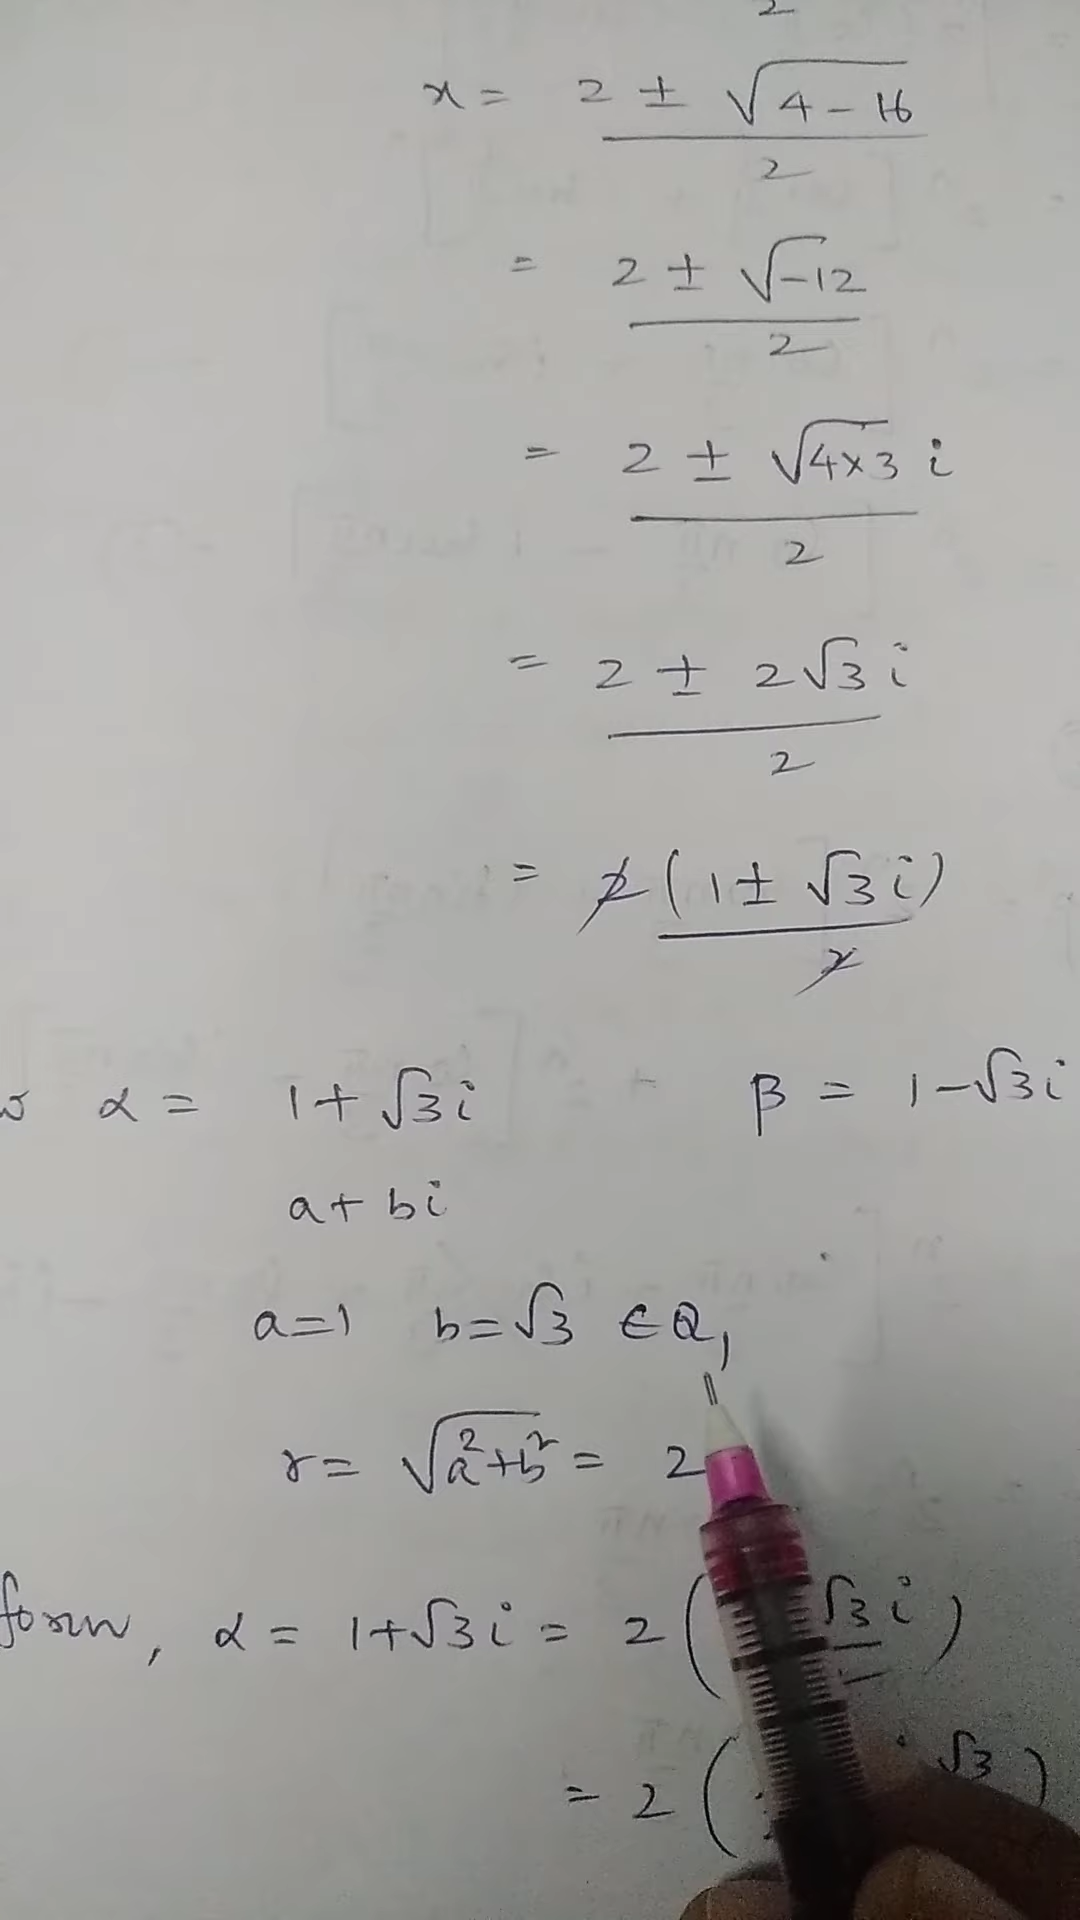 x = 2 ± √4 - 16
2
= 2 ± √-12
2
= 2 ± √4×3 i
2
= 2 ± 2√3 i
2
= 2 (1 ± √3 i)
2
α = 1 + √3 i β = 1 - √3 i
a + bi
a = 1 b = √3 ∈ Q1
r = √a²+b² = 2
form, α = 1+√3 i = 2 ( √3 i )
= 2 ( i √3 )